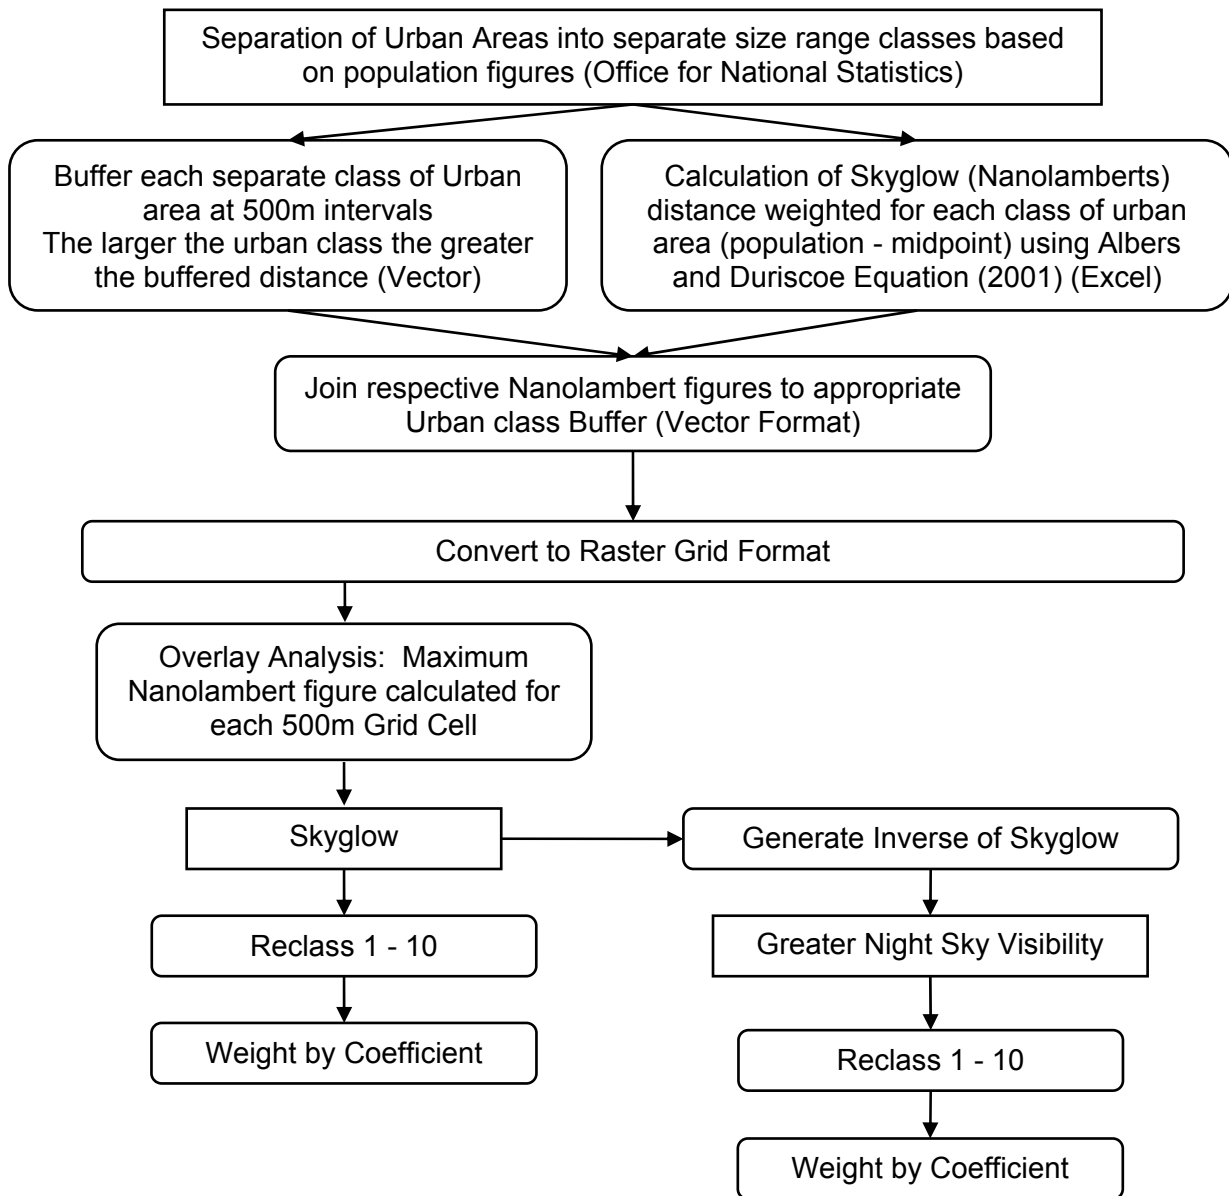 Separation of Urban Areas into separate size range classes based
on population figures (Office for National Statistics)
Buffer each separate class of Urban
area at 500m intervals
The larger the urban class the greater
the buffered distance (Vector)
Calculation of Skyglow (Nanolamberts)
distance weighted for each class of urban
area (population - midpoint) using Albers
and Duriscoe Equation (2001) (Excel)
Join respective Nanolambert figures to appropriate
Urban class Buffer (Vector Format)
Convert to Raster Grid Format
Overlay Analysis:  Maximum
Nanolambert figure calculated for
each 500m Grid Cell
Skyglow
Generate Inverse of Skyglow
Reclass 1 - 10
Greater Night Sky Visibility
Weight by Coefficient
Reclass 1 - 10
Weight by Coefficient